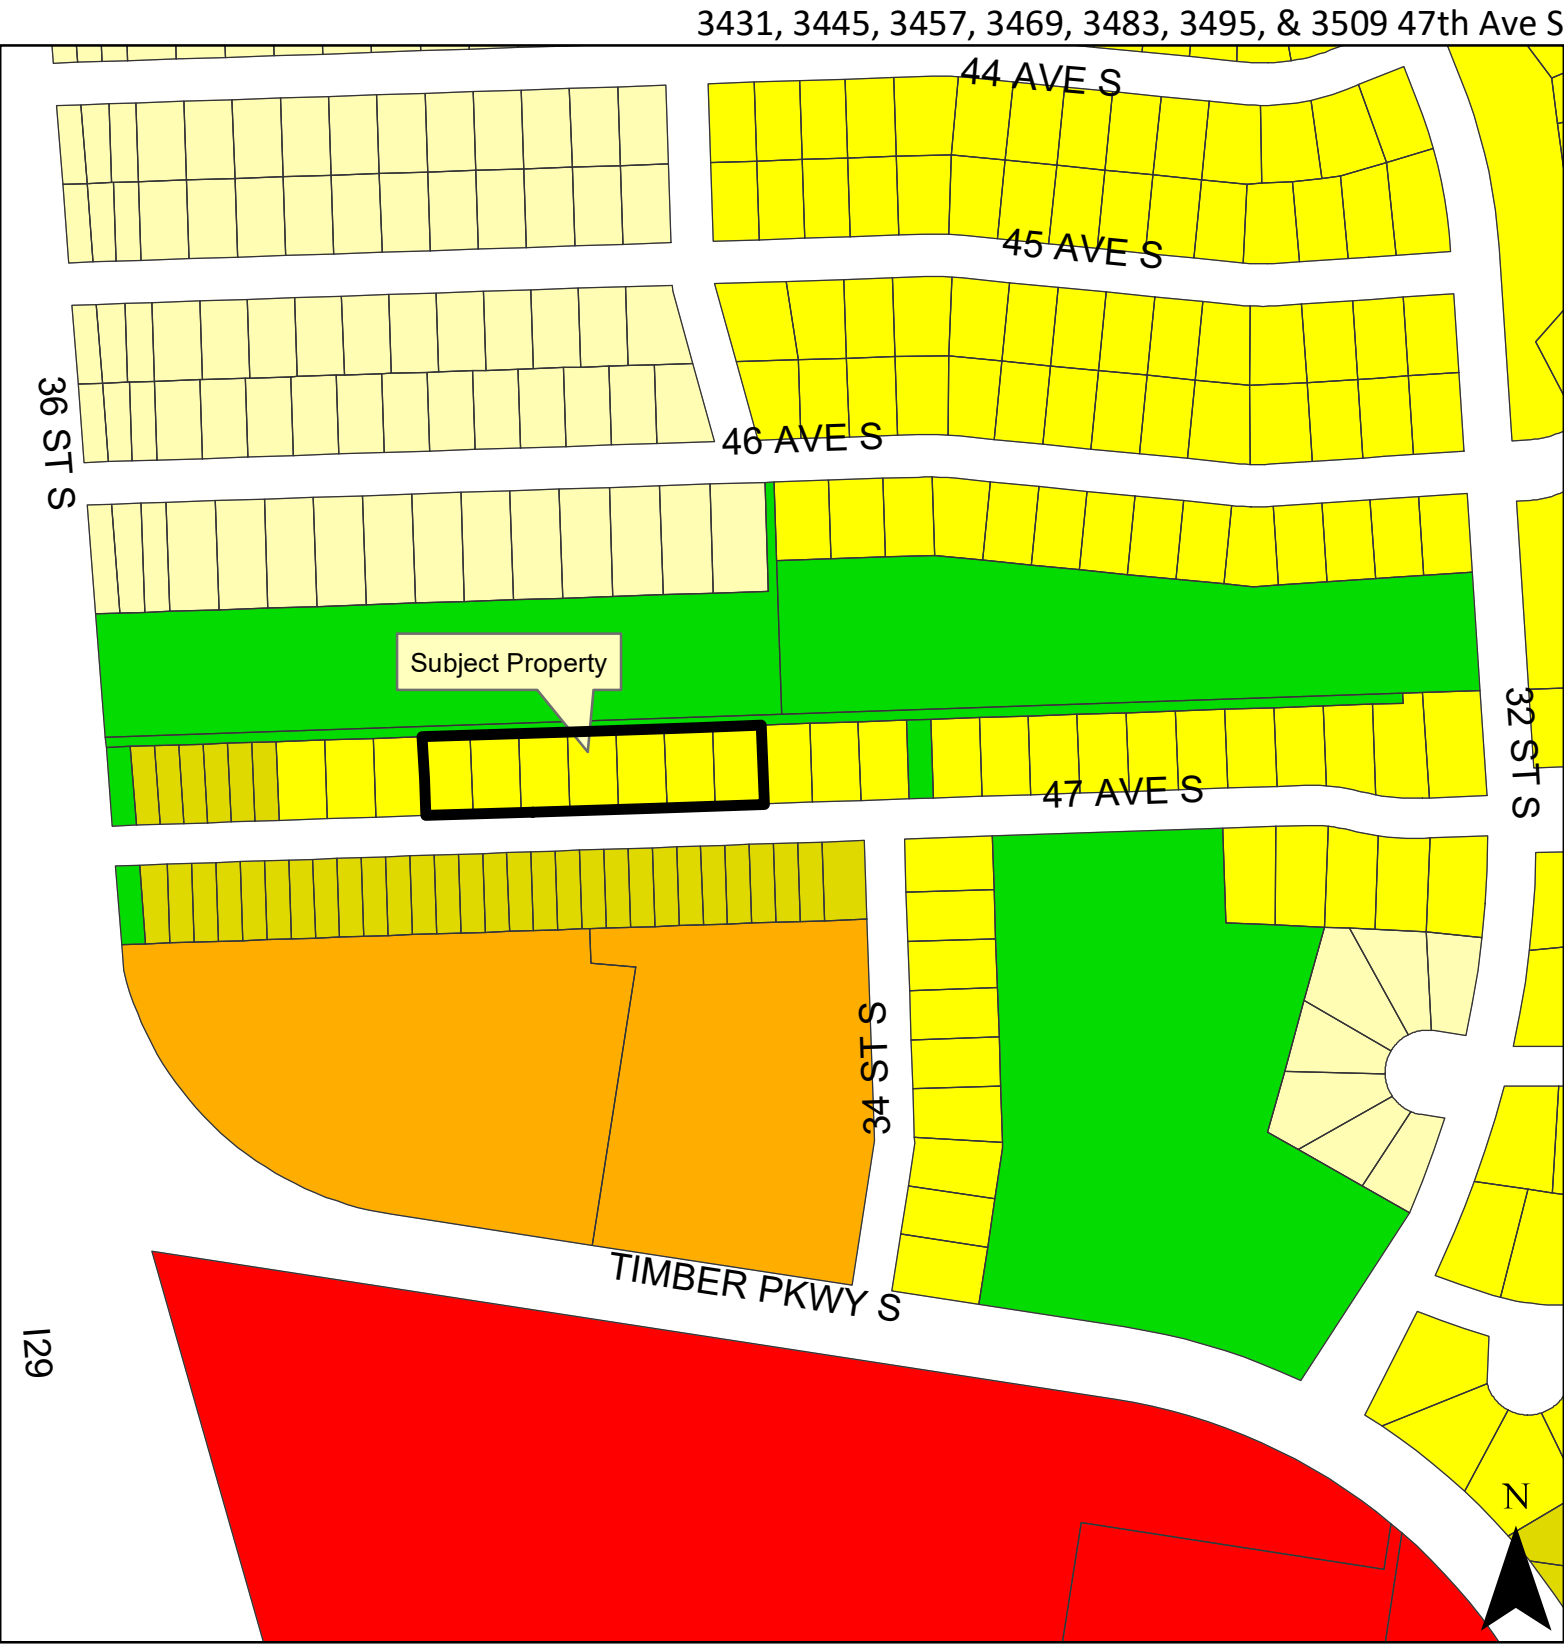 3431, 3445, 3457, 3469, 3483, 3495, & 3509 47th Ave S
44 AVE S
45 AVE S
36 ST S
46 AVE S
Subject Property
32 ST S
47 AVE S
34 ST S
TIMBER PKWY S
I29
N